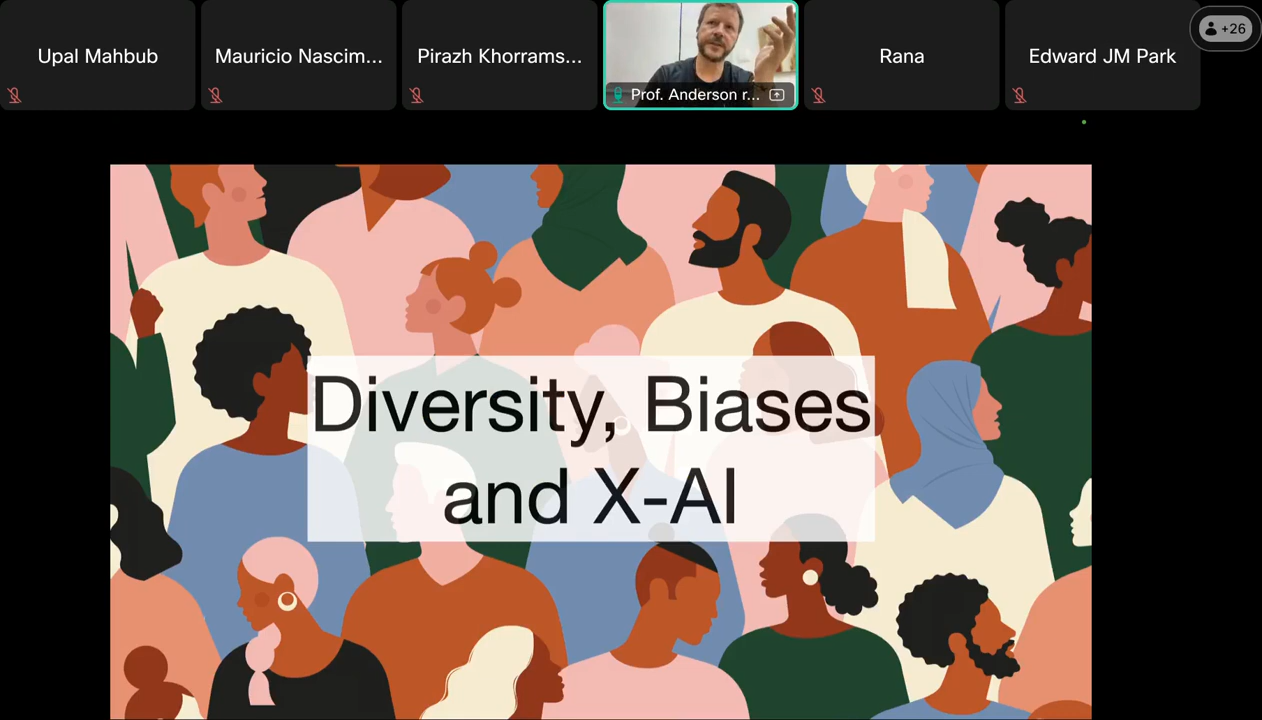 Upal Mahbub
Mauricio Nascim...
Pirazh Khorrams...
Prof. Anderson r...
Rana
Edward JM Park
+26
Diversity, Biases
and X-AI